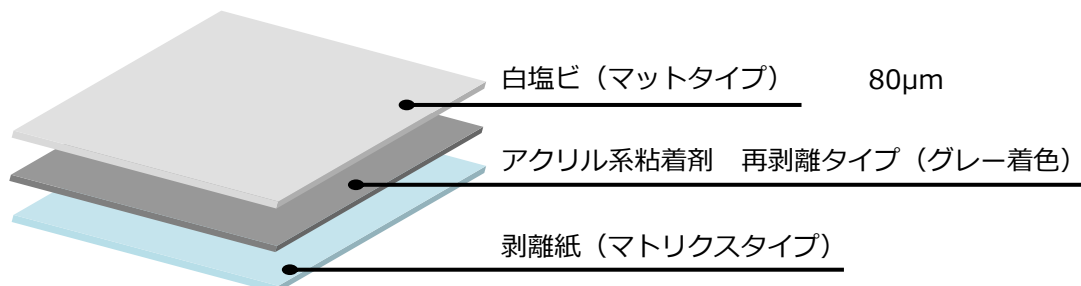 白塩ビ（マットタイプ）　　80μm
アクリル系粘着剤　再剥離タイプ（グレー着色）
剥離紙（マトリクスタイプ）